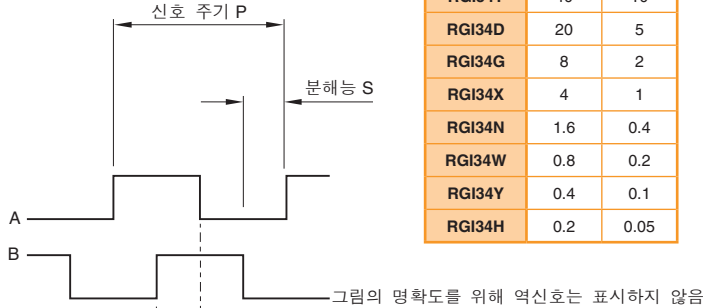 신호 주기 P
분해능 S
A
B
그림의 명확도를 위해 역신호는 표시하지 않음
RGI34D 20 5
RGI34G 8 2
RGI34X 4 1
RGI34N 1.6 0.4
RGI34W 0.8 0.2
RGI34Y 0.4 0.1
RGI34H 0.2 0.05